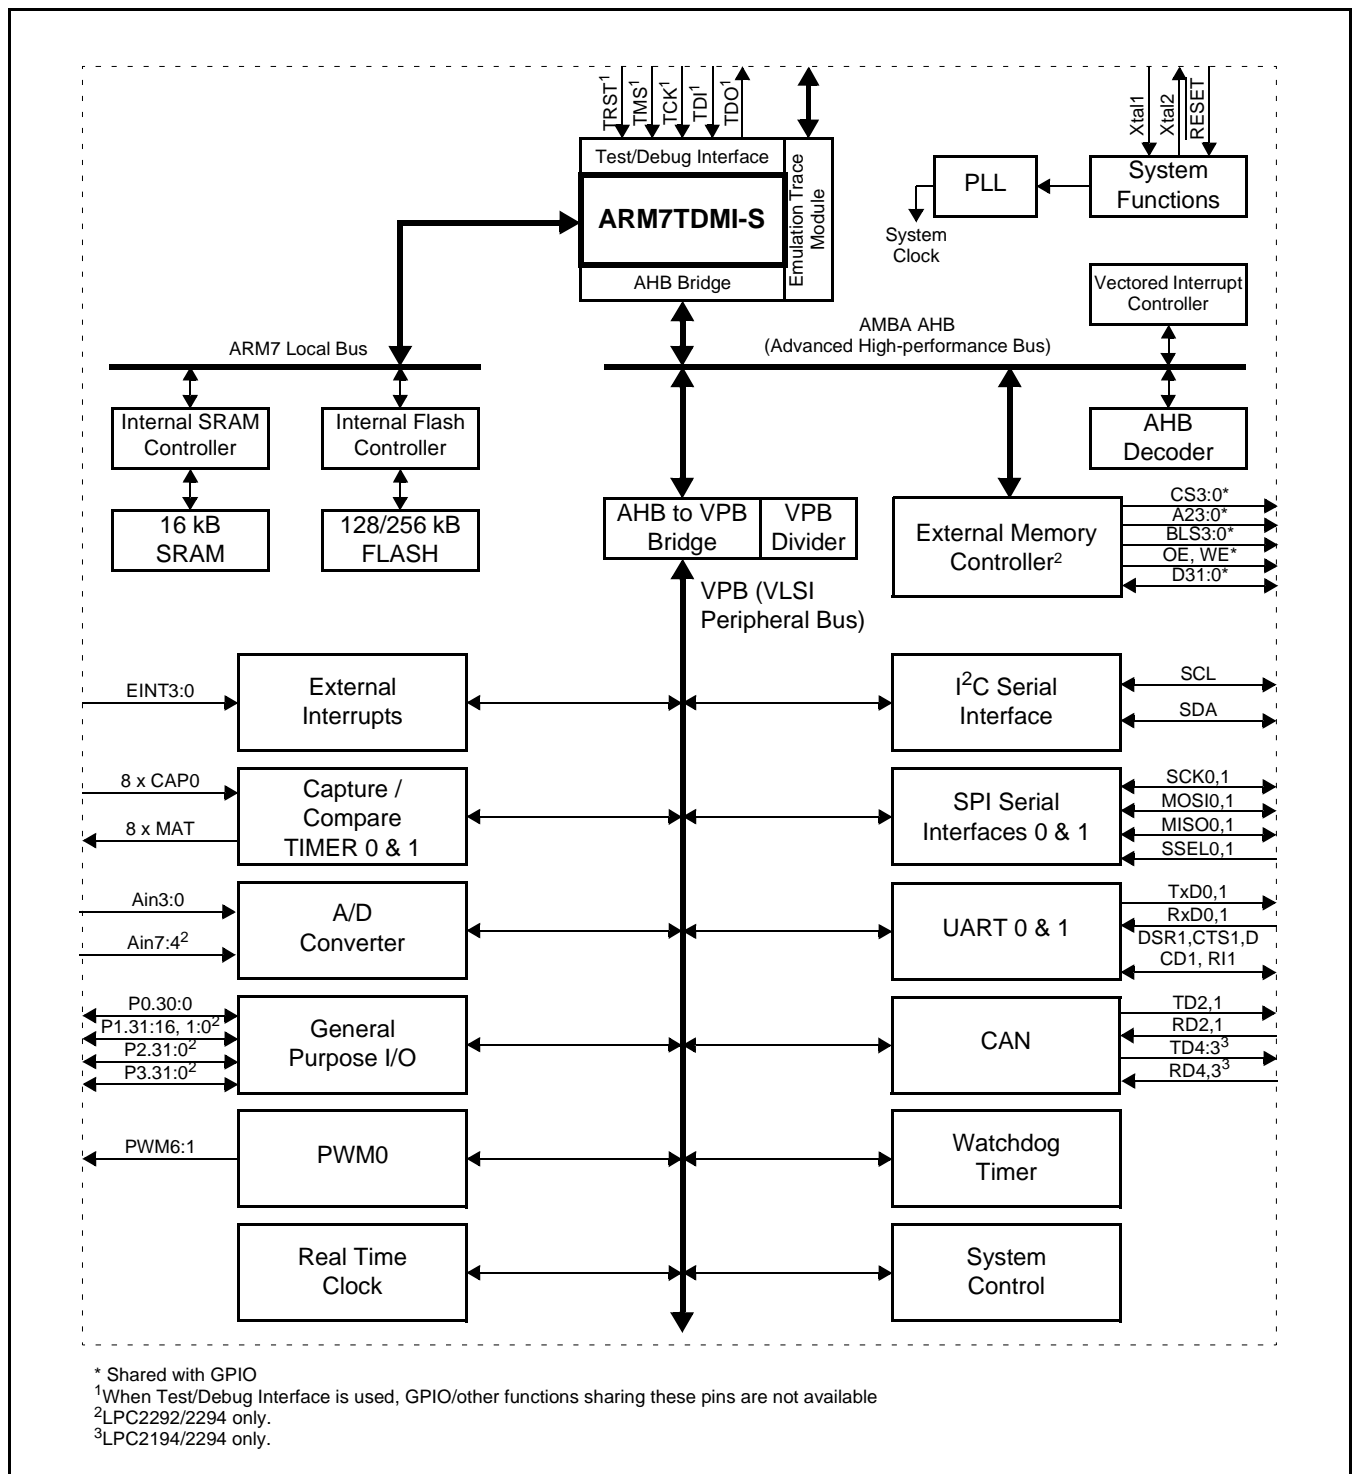 TRST¹
TMS¹
TCK¹
TDI¹
TDO¹
Xtal1
Xtal2
RESET
Test/Debug Interface
ARM7TDMI-S
AHB Bridge
Emulation Trace
Module
PLL
System
Functions
System
Clock
Vectored Interrupt
Controller
ARM7 Local Bus
AMBA AHB
(Advanced High-performance Bus)
Internal SRAM
Controller
Internal Flash
Controller
AHB
Decoder
16 kB
SRAM
128/256 kB
FLASH
AHB to VPB
Bridge
VPB
Divider
External Memory
Controller²
CS3:0*
A23:0*
BLS3:0*
OE, WE*
D31:0*
VPB (VLSI
Peripheral Bus)
EINT3:0
External
Interrupts
I²C Serial
Interface
SCL
SDA
8 x CAP0
8 x MAT
Capture /
Compare
TIMER 0 & 1
SPI Serial
Interfaces 0 & 1
SCK0,1
MOSI0,1
MISO0,1
SSEL0,1
Ain3:0
Ain7:4²
A/D
Converter
UART 0 & 1
TxD0,1
RxD0,1
DSR1,CTS1,D
CD1, RI1
P0.30:0
P1.31:16, 1:0²
P2.31:0²
P3.31:0²
General
Purpose I/O
CAN
TD2,1
RD2,1
TD4:3³
RD4,3³
PWM6:1
PWM0
Watchdog
Timer
Real Time
Clock
System
Control
* Shared with GPIO
¹When Test/Debug Interface is used, GPIO/other functions sharing these pins are not available
²LPC2292/2294 only.
³LPC2194/2294 only.